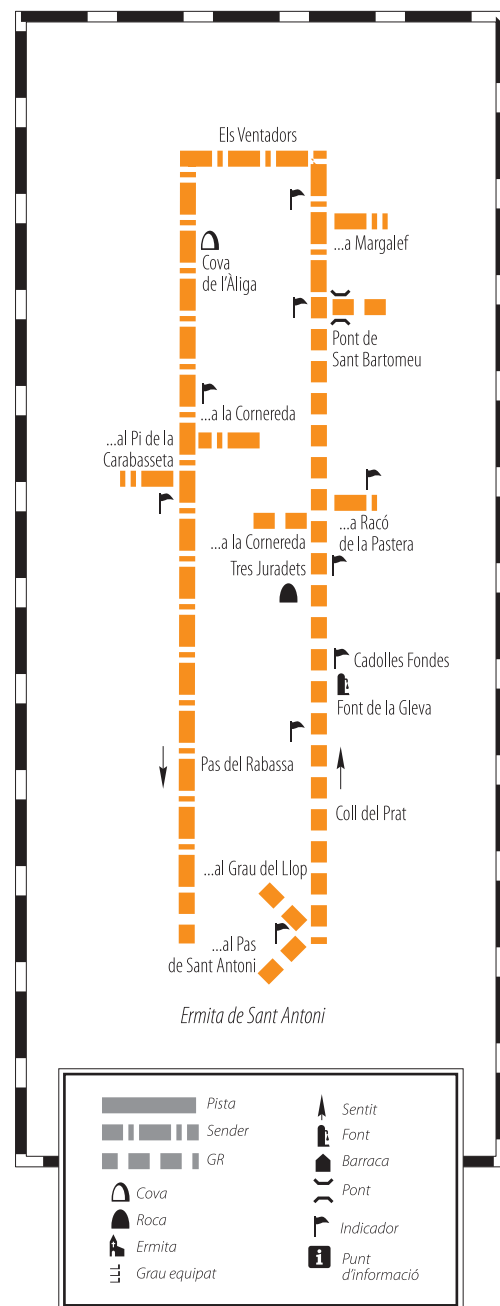 Els Ventadors
...a Margalef
Cova
de l'Àliga
Pont de
Sant Bartomeu
...a la Cornereda
...al Pi de la
Carabasseta
...a Racó
de la Pastera
...a la Cornereda
Tres Juradets
Cadolles Fondes
Font de la Gleva
Pas del Rabassa
Coll del Prat
...al Grau del Llop
...al Pas
de Sant Antoni
Ermita de Sant Antoni
Pista
Sender
GR
Cova
Roca
Ermita
Grau equipat
Sentit
Font
Barraca
Pont
Indicador
i
Punt
d'informació